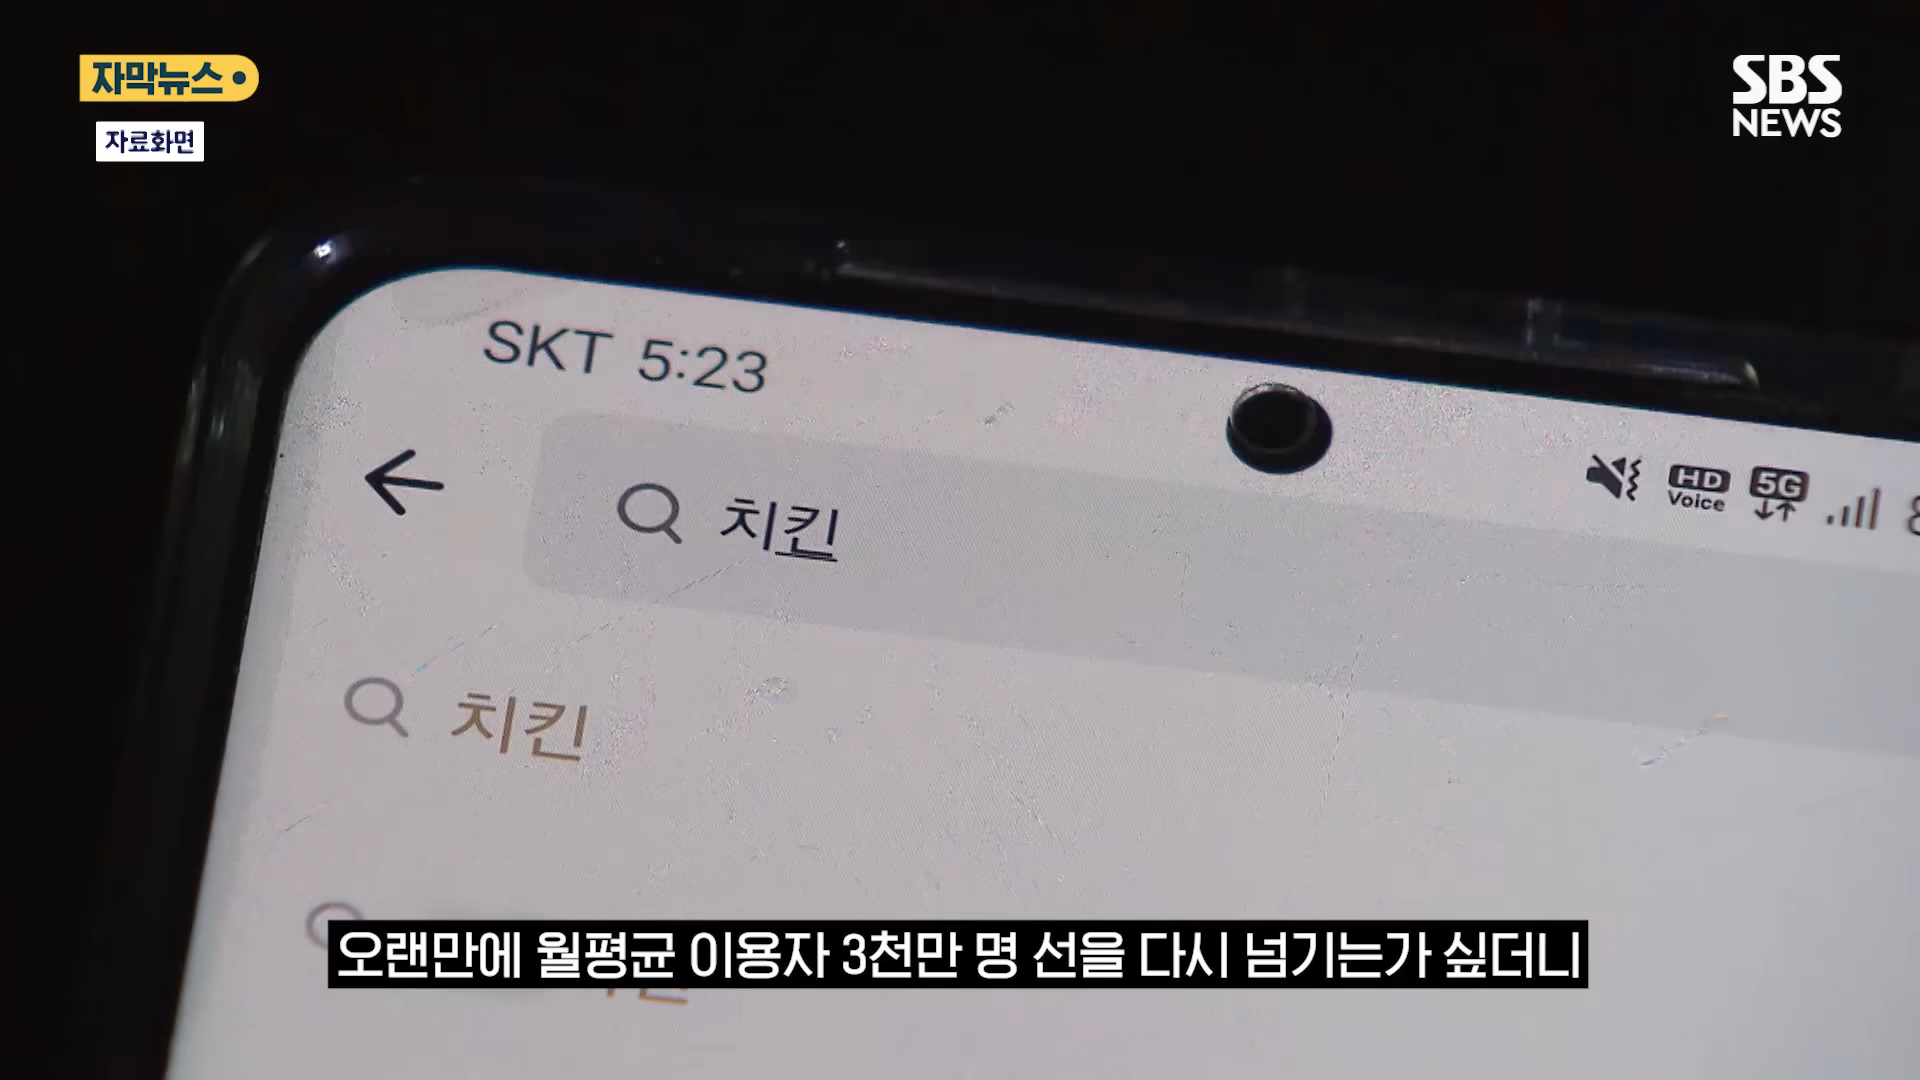 자막뉴스
자료화면
SBS
NEWS
SKT 5:23
HD
Voice
5G
치킨
치킨
오랜만에 월평균 이용자 3천만 명 선을 다시 넘기는가 싶더니